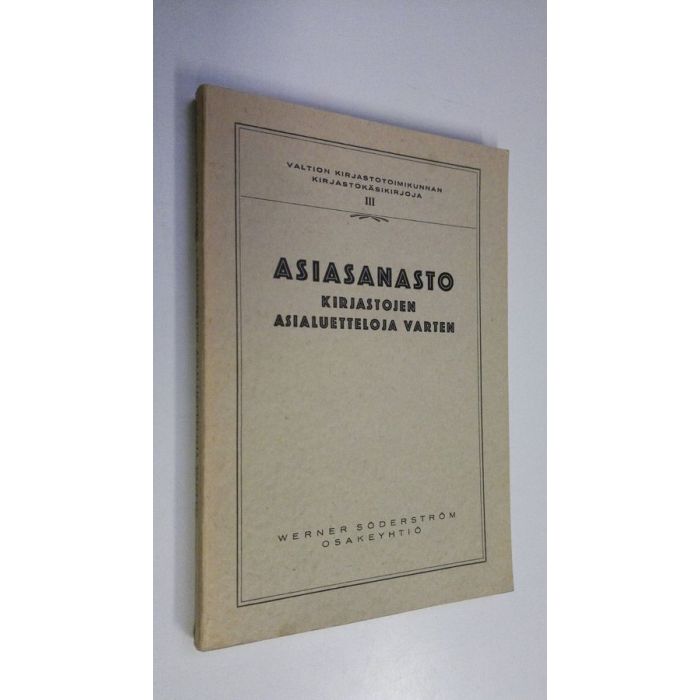 VALTION KIRJASTOTOIMIKUNNAN
KIRJASTOKÄSIKIRJOJA
III
ASIASANASTO
KIRJASTOJEN
ASIALUETTELOJA VARTEN
WERNER SÖDERSTRÖM
OSAKEYHTIÖ